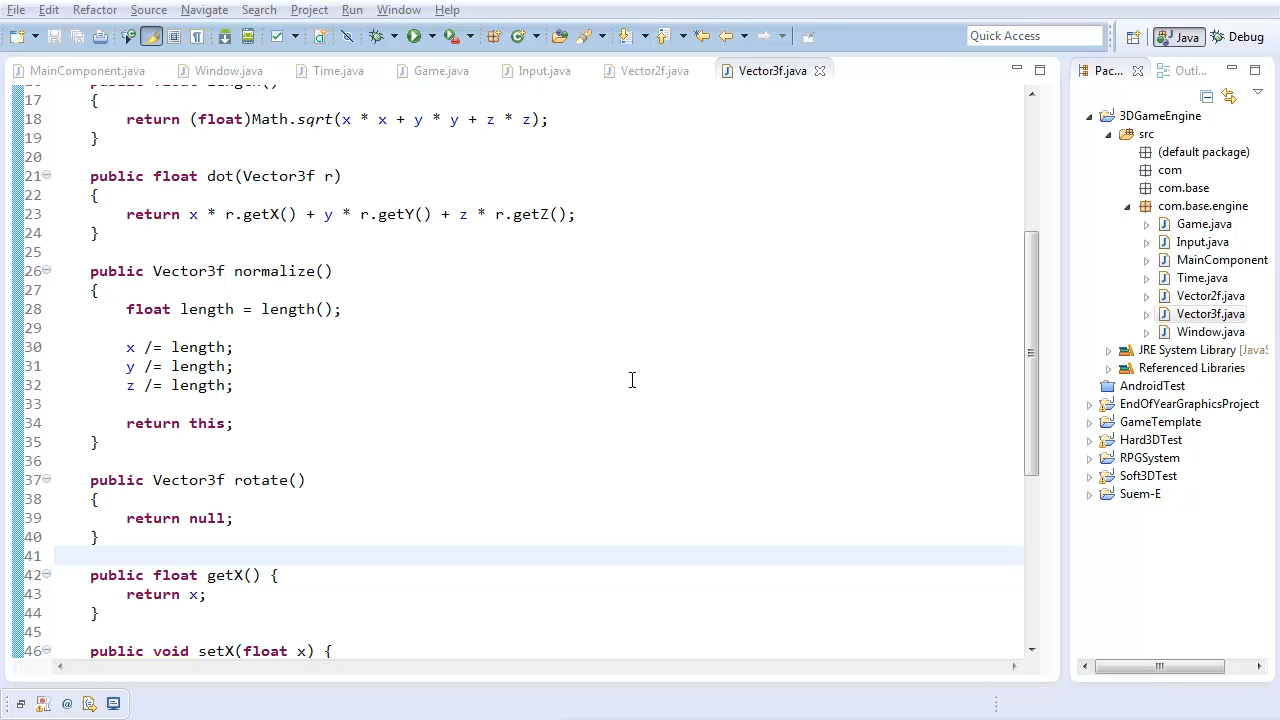 File Edit Refactor Source Navigate Search Project Run Window Help
Quick Access Java Debug
MainComponent.java Window.java Time.java Game.java Input.java Vector2f.java Vector3f.java
17 {
18 return (float)Math.sqrt(x * x + y * y + z * z);
19 }
20
21 public float dot(Vector3f r)
22 {
23 return x * r.getX() + y * r.getY() + z * r.getZ();
24 }
25
26 public Vector3f normalize()
27 {
28 float length = length();
29
30 x /= length;
31 y /= length;
32 z /= length;
33
34 return this;
35 }
36
37 public Vector3f rotate()
38 {
39 return null;
40 }
41
42 public float getX() {
43 return x;
44 }
45
46 public void setX(float x) {
Pac... Outl...
3DGameEngine
src
(default package)
com
com.base
com.base.engine
Game.java
Input.java
MainComponent
Time.java
Vector2f.java
Vector3f.java
Window.java
JRE System Library [JavaS
Referenced Libraries
AndroidTest
EndOfYearGraphicsProject
GameTemplate
Hard3DTest
RPGSystem
Soft3DTest
Suem-E